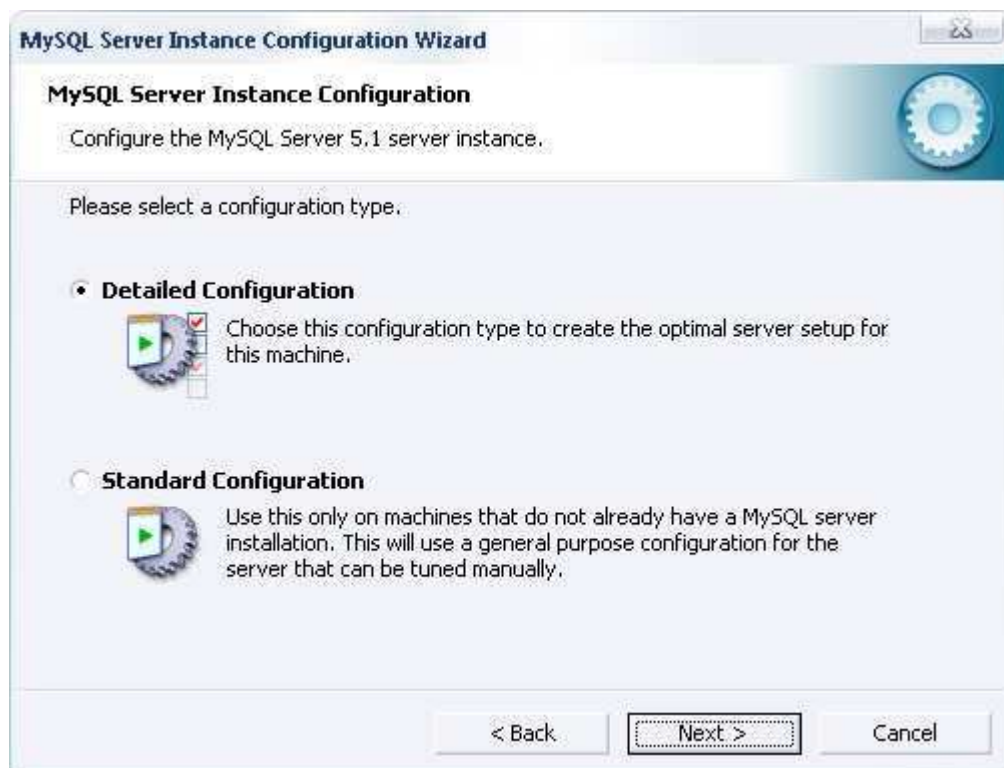 MySQL Server Instance Configuration Wizard
MySQL Server Instance Configuration
Configure the MySQL Server 5.1 server instance.
Please select a configuration type.
Detailed Configuration
Choose this configuration type to create the optimal server setup for
this machine.
Standard Configuration
Use this only on machines that do not already have a MySQL server
installation. This will use a general purpose configuration for the
server that can be tuned manually.
< Back
Next >
Cancel